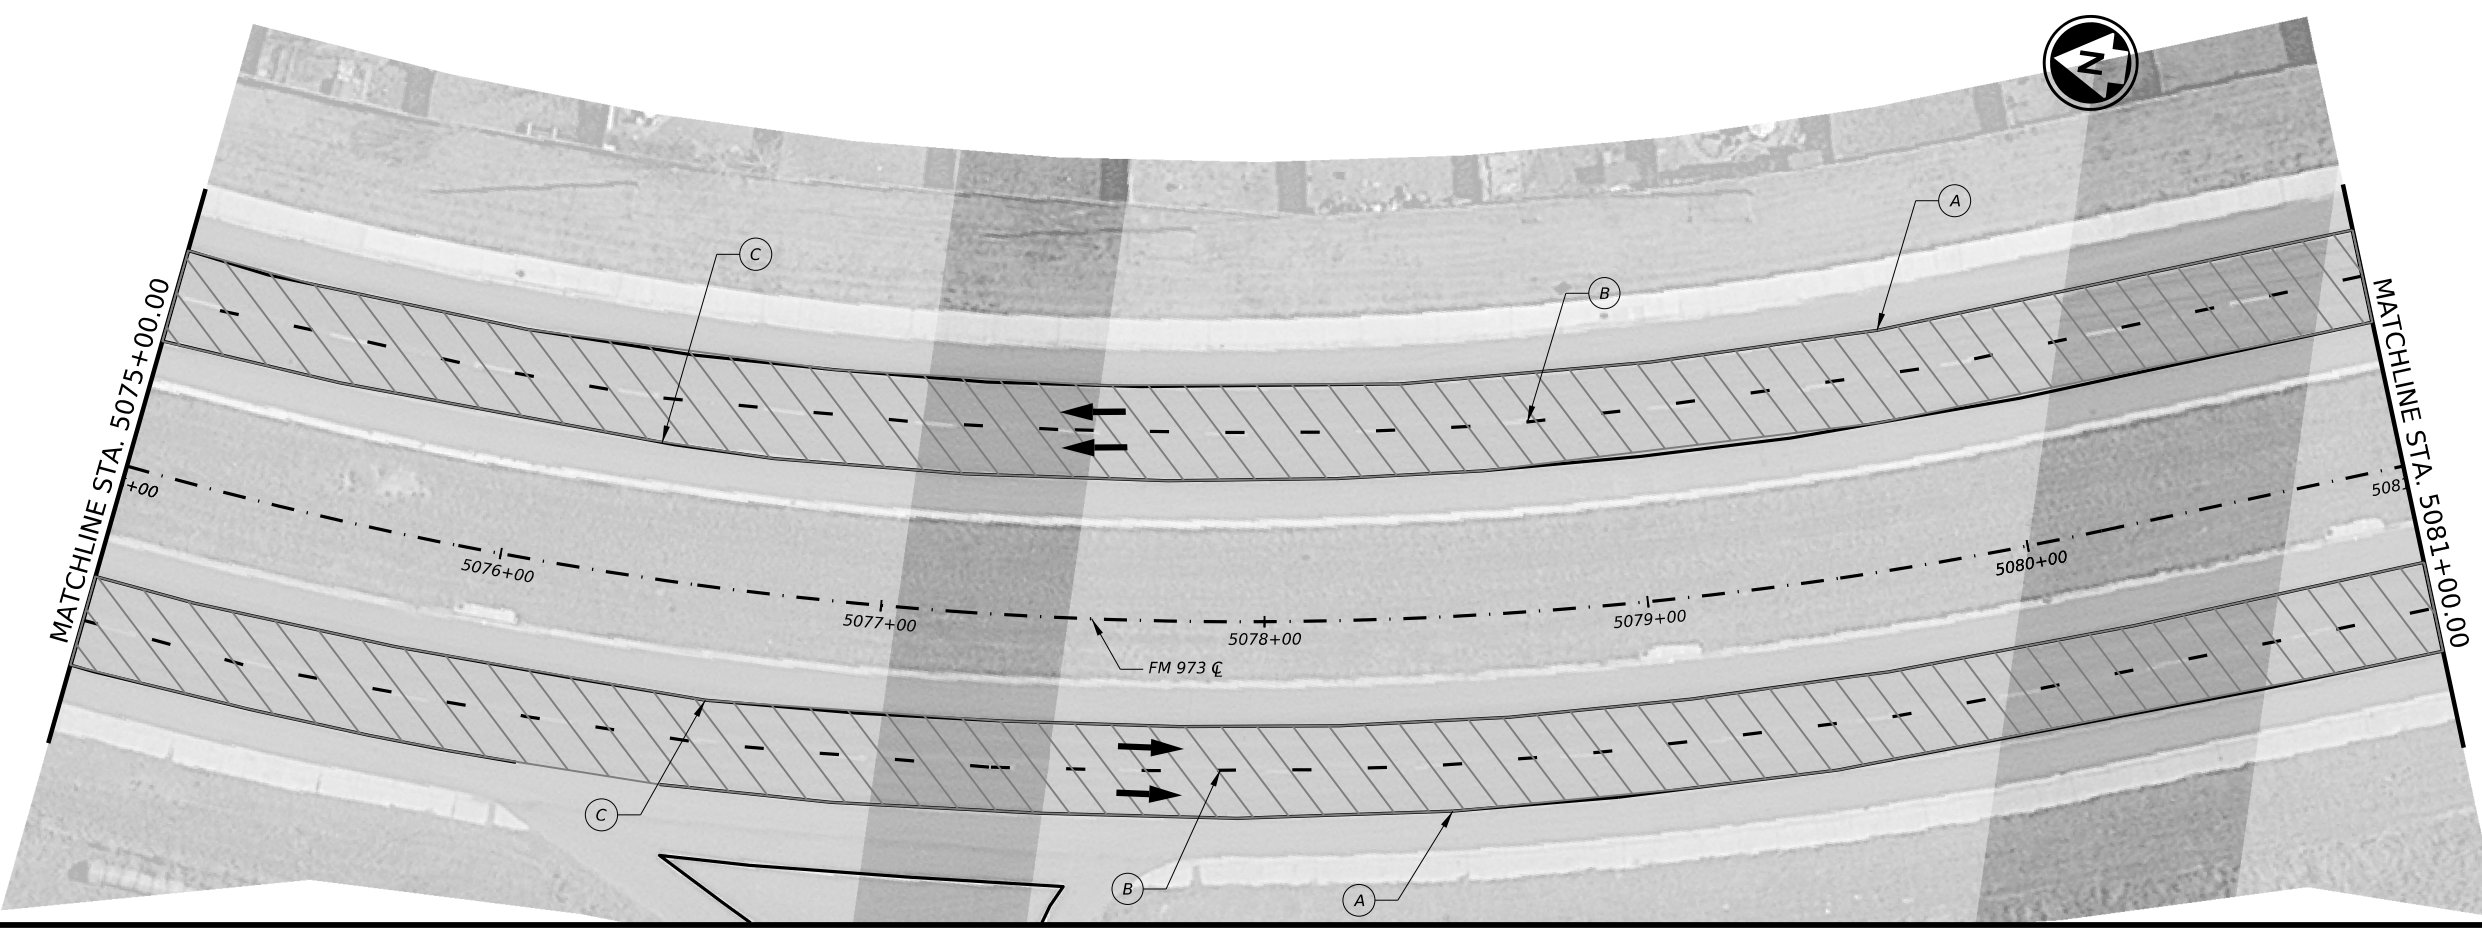 N
A
C
B
MATCHLINE STA. 5075+00.00
MATCHLINE STA. 5081+00.00
+00
5081
5076+00
5077+00
5078+00
5079+00
5080+00
FM 973 ℄
C
B
A